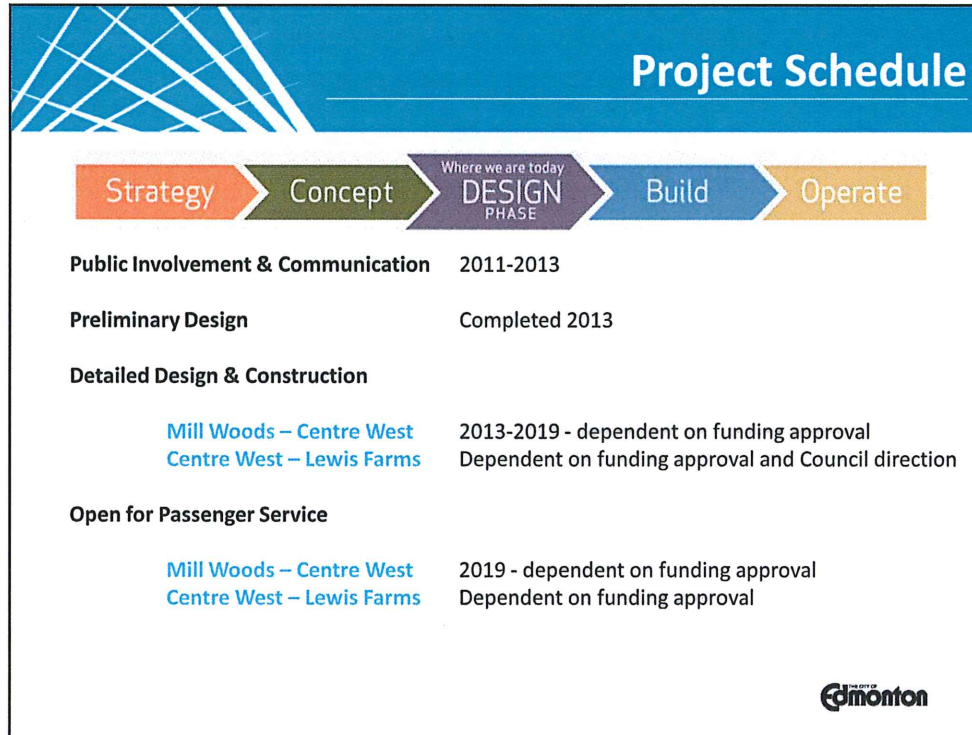 Project Schedule
Strategy
Concept
Where we are today
DESIGN
PHASE
Build
Operate
Public Involvement & Communication 2011-2013
Preliminary Design Completed 2013
Detailed Design & Construction
Mill Woods – Centre West 2013-2019 - dependent on funding approval
Centre West – Lewis Farms Dependent on funding approval and Council direction
Open for Passenger Service
Mill Woods – Centre West 2019 - dependent on funding approval
Centre West – Lewis Farms Dependent on funding approval
THE CITY OF
Edmonton